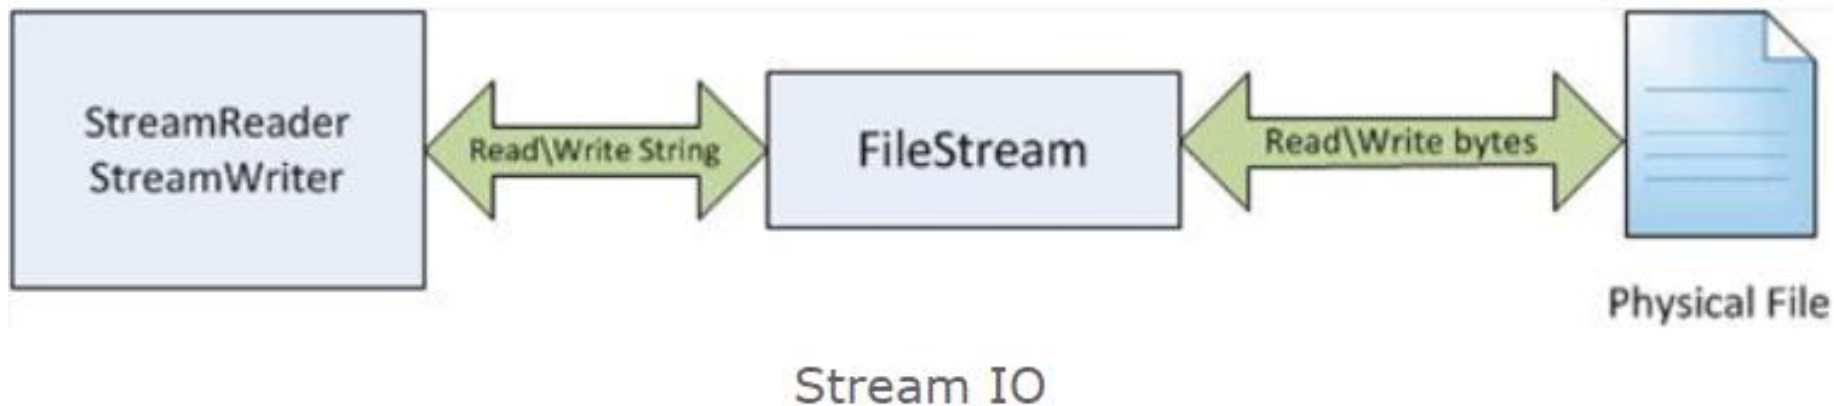 StreamReader
StreamWriter
Read\Write String
FileStream
Read\Write bytes
Physical File
Stream IO